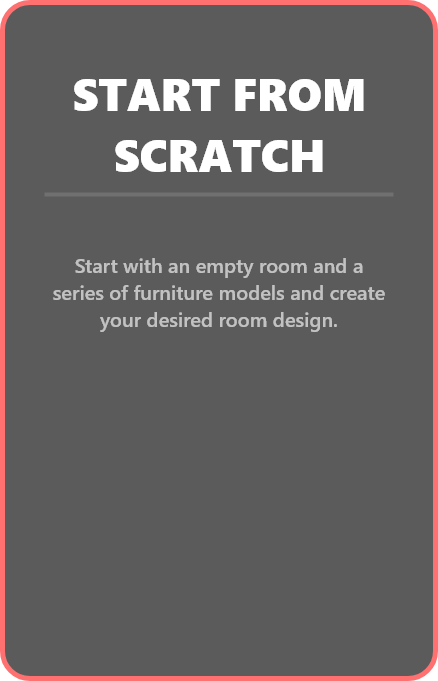 START FROM
SCRATCH
Start with an empty room and a
series of furniture models and create
your desired room design.